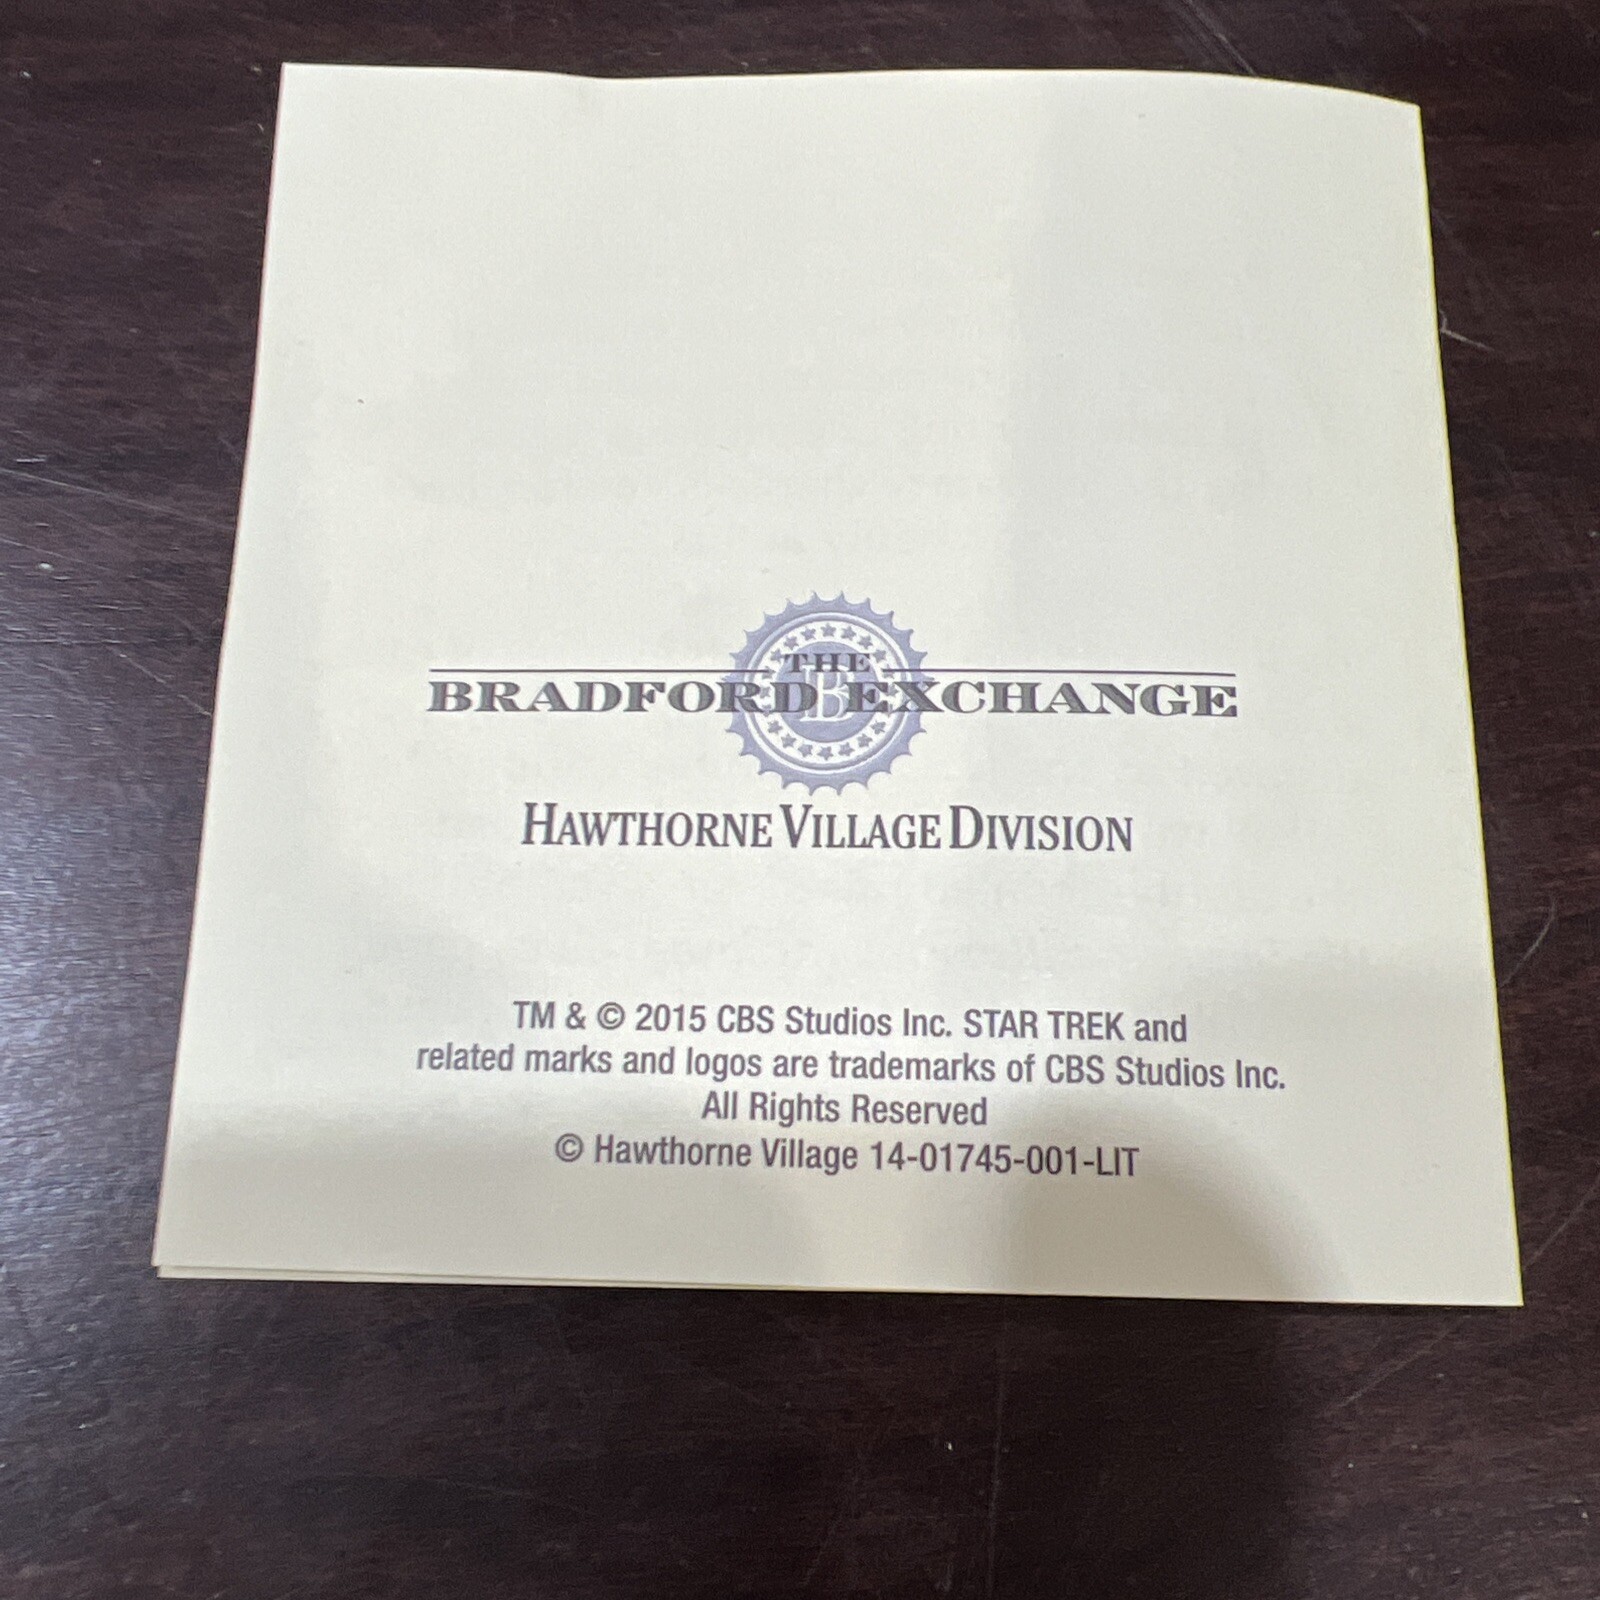 THE
BRADFORD EXCHANGE
B
HAWTHORNE VILLAGE DIVISION
TM & © 2015 CBS Studios Inc. STAR TREK and
related marks and logos are trademarks of CBS Studios Inc.
All Rights Reserved
© Hawthorne Village 14-01745-001-LIT